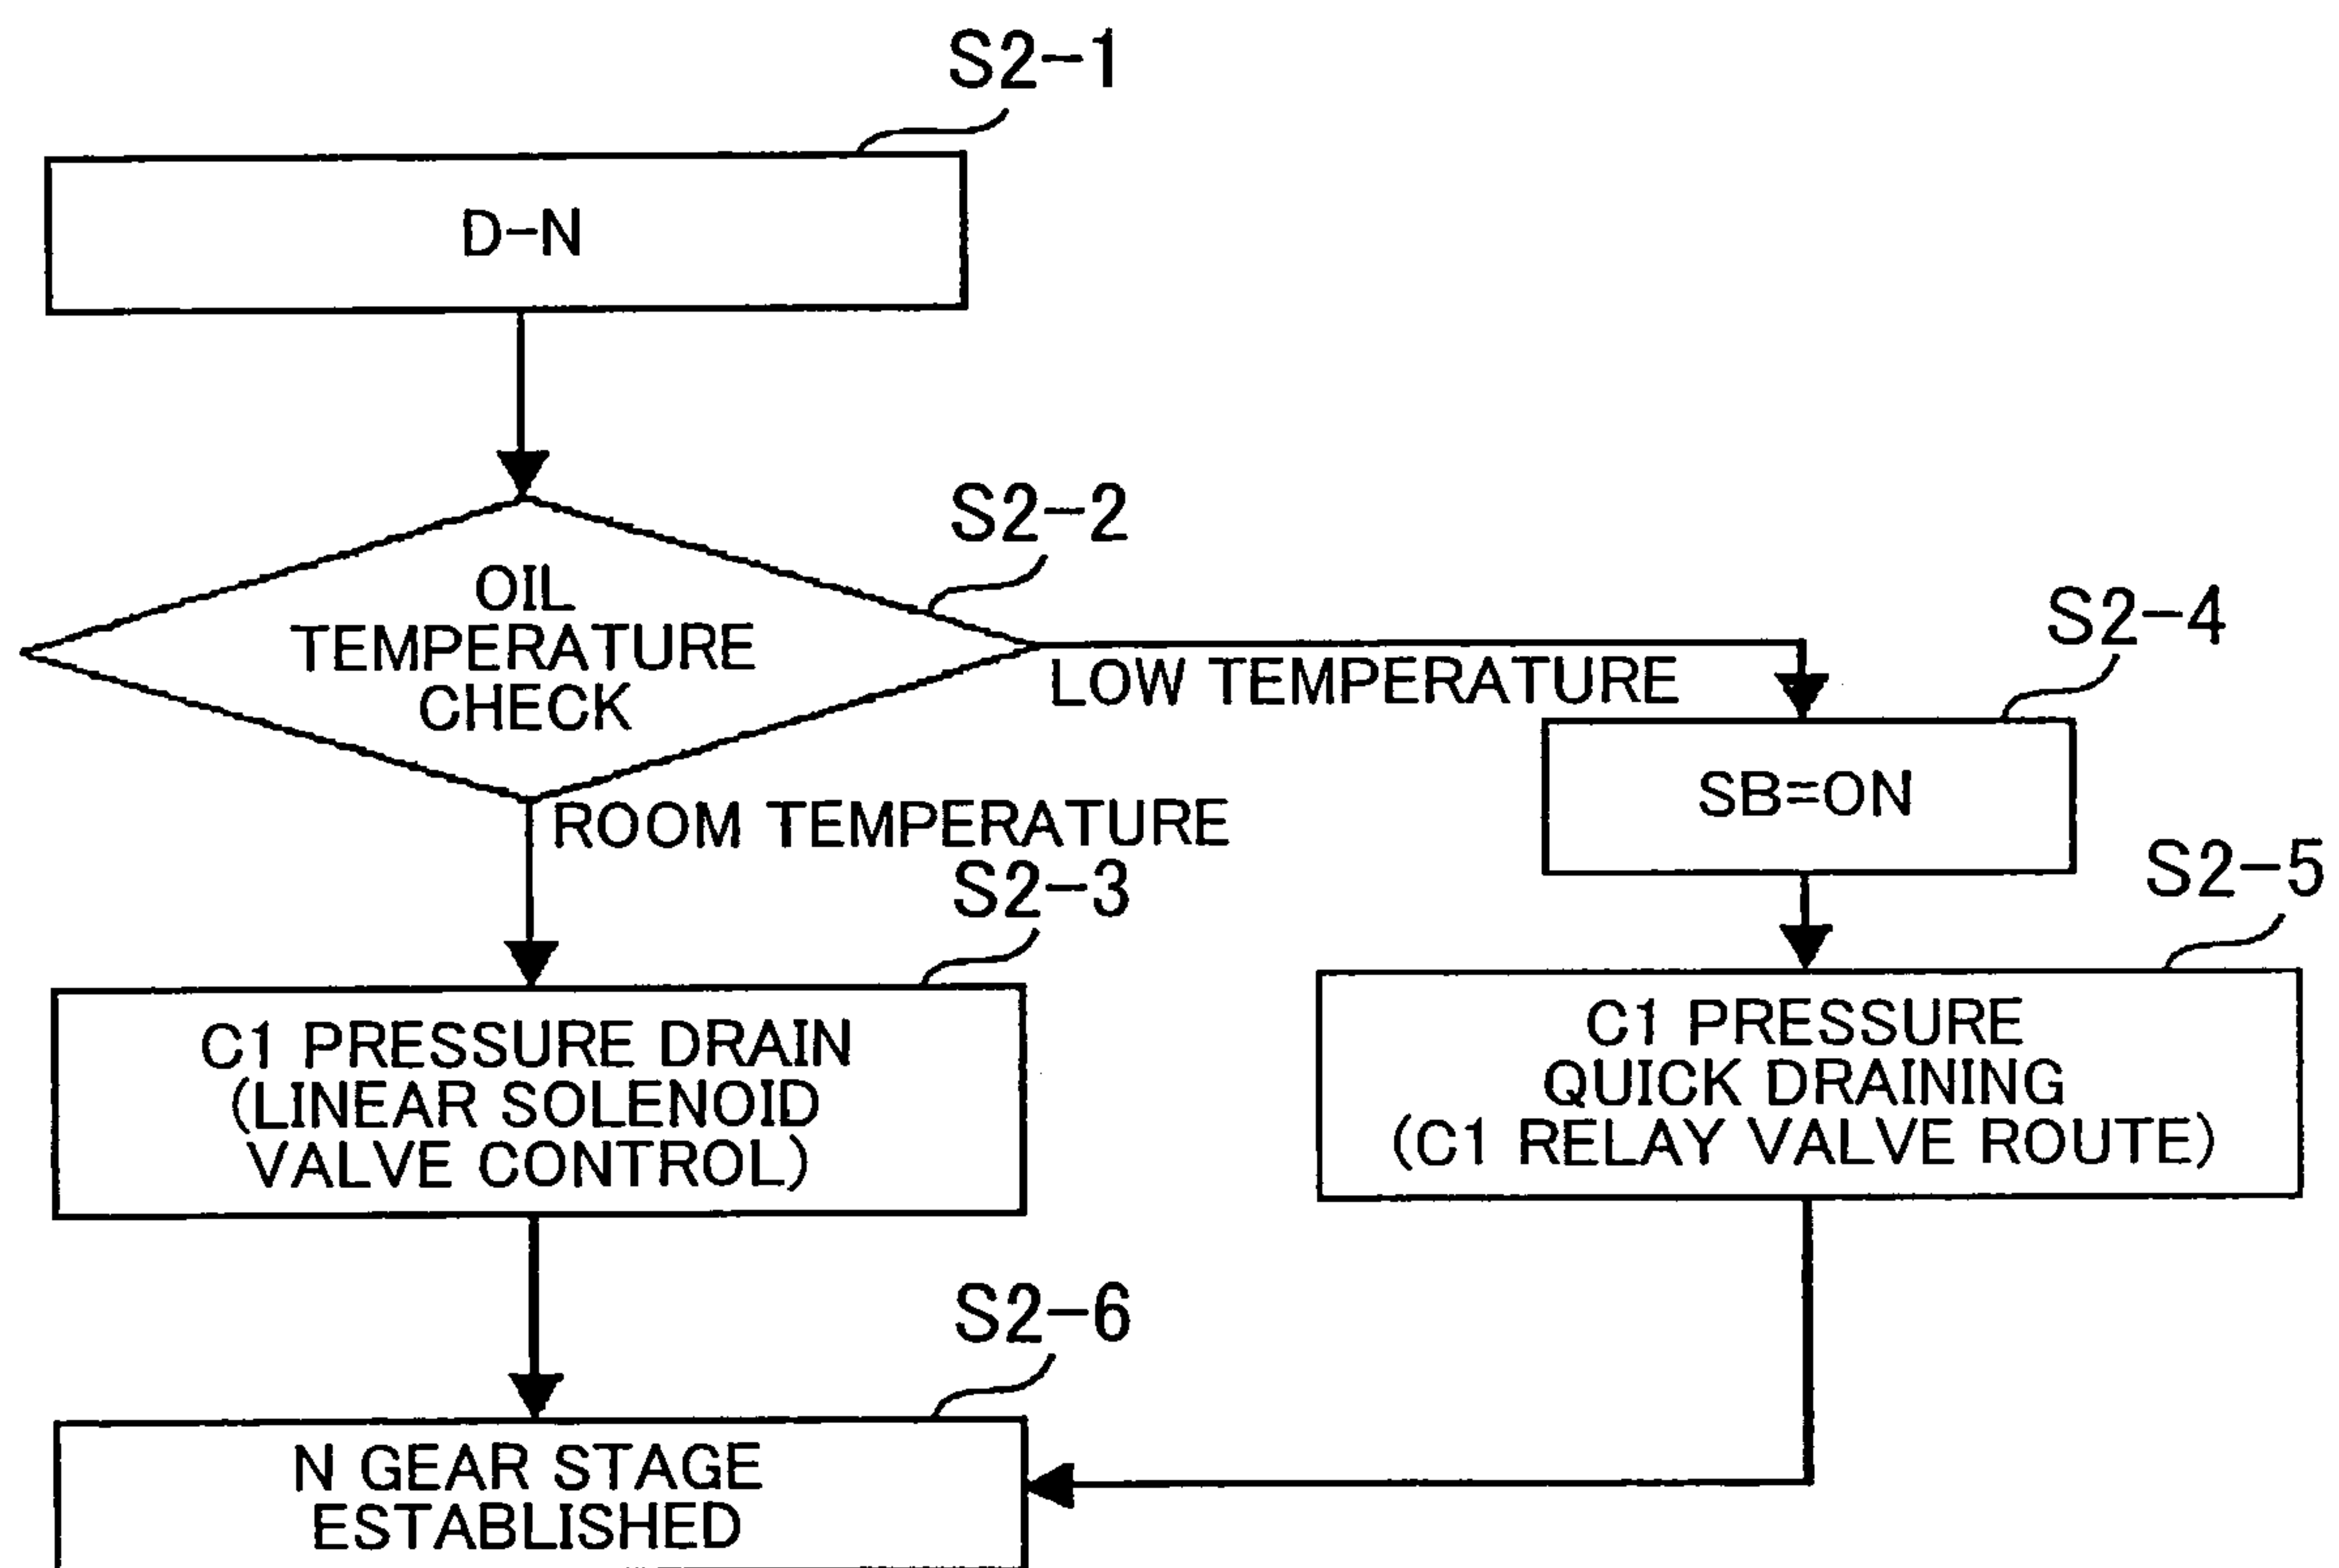 S2-1
D-N
S2-2
OIL
TEMPERATURE
CHECK
LOW TEMPERATURE
S2-4
SB=ON
ROOM TEMPERATURE
S2-3
C1 PRESSURE DRAIN
(LINEAR SOLENOID
VALVE CONTROL)
S2-5
C1 PRESSURE
QUICK DRAINING
(C1 RELAY VALVE ROUTE)
S2-6
N GEAR STAGE
ESTABLISHED